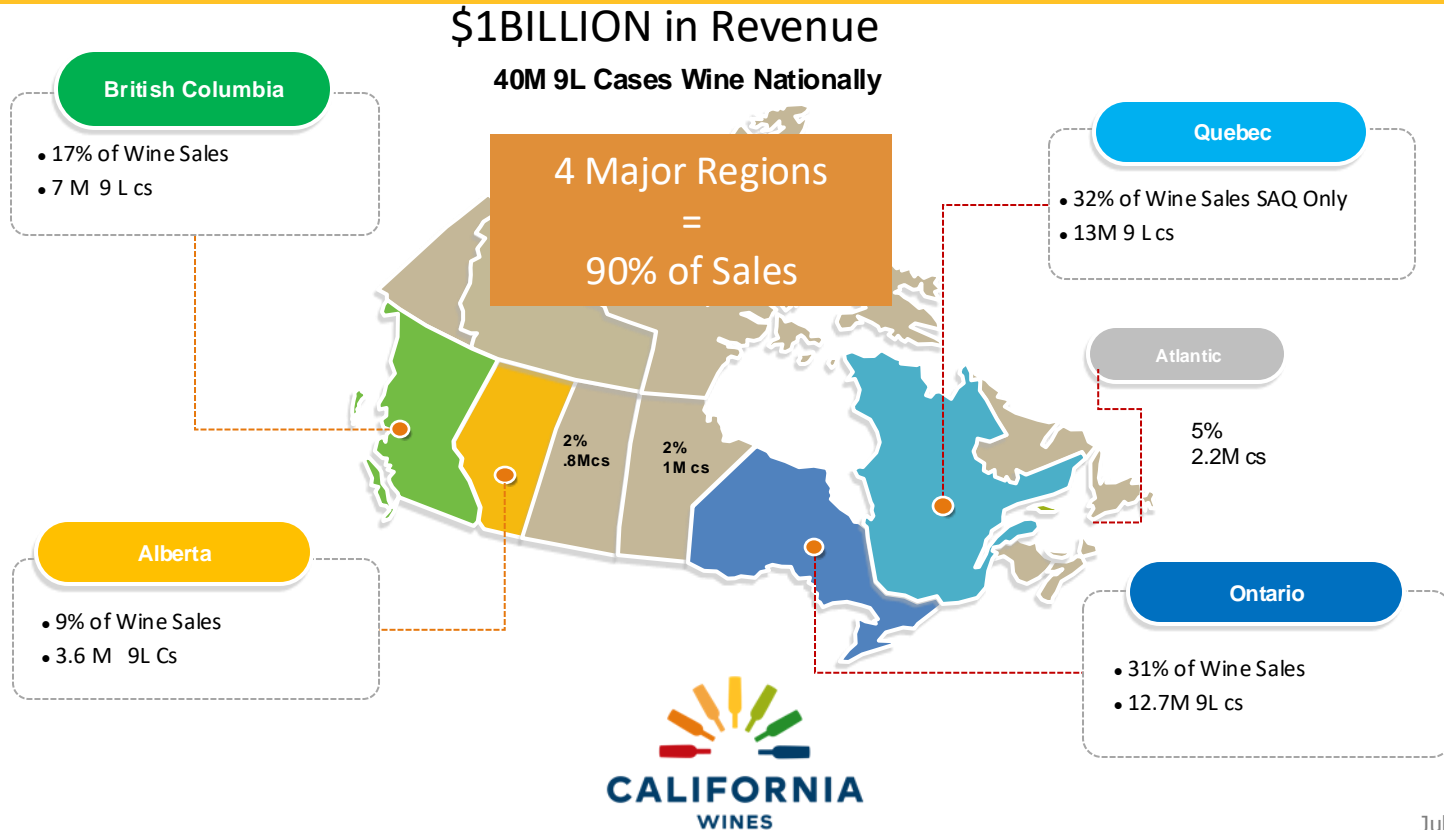 $1BILLION in Revenue
40M 9L Cases Wine Nationally
British Columbia
• 17% of Wine Sales
• 7 M 9 L cs
4 Major Regions
=
90% of Sales
Quebec
• 32% of Wine Sales SAQ Only
• 13M 9 L cs
Atlantic
5%
2.2M cs
2%
.8Mcs
2%
1M cs
Alberta
• 9% of Wine Sales
• 3.6 M 9L Cs
Ontario
• 31% of Wine Sales
• 12.7M 9L cs
CALIFORNIA
WINES